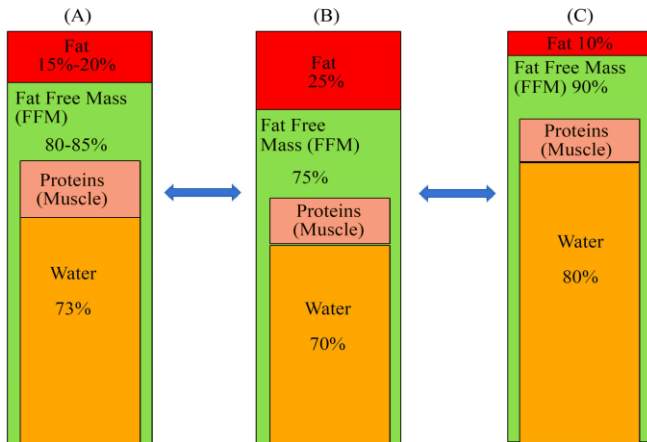 (A)
Fat
15%-20%
Fat Free Mass
(FFM)
80-85%
Proteins
(Muscle)
Water
73%
(B)
Fat
25%
Fat Free
Mass (FFM)
75%
Proteins
(Muscle)
Water
70%
(C)
Fat 10%
Fat Free Mass
(FFM) 90%
Proteins
(Muscle)
Water
80%